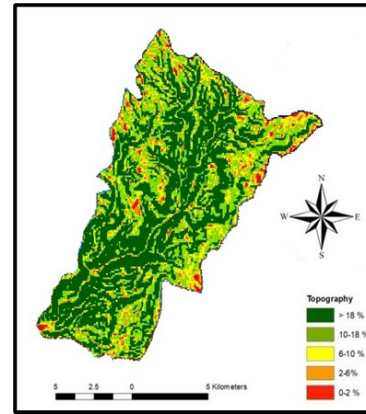 N
W E
S
Topography
> 18 %
10-18 %
6-10 %
2-6%
0-2 %
5 2.5 0 5 Kilometers